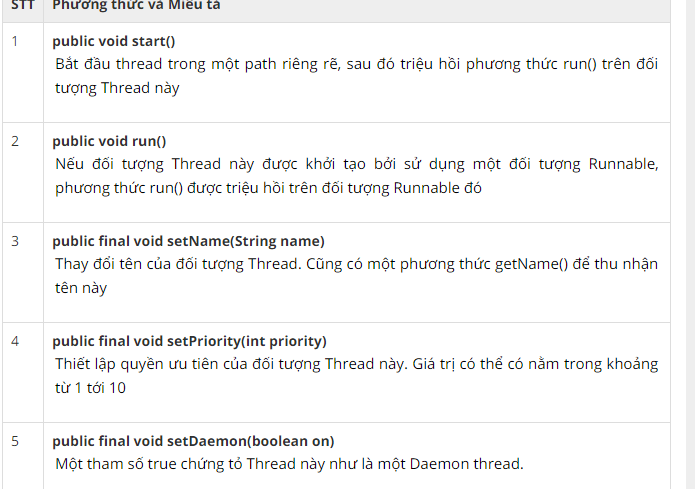 STT Phương thức và Miêu tả
1 public void start()
Bắt đầu thread trong một path riêng rẽ, sau đó triệu hồi phương thức run() trên đối
tượng Thread này
2 public void run()
Nếu đối tượng Thread này được khởi tạo bởi sử dụng một đối tượng Runnable,
phương thức run() được triệu hồi trên đối tượng Runnable đó
3 public final void setName(String name)
Thay đổi tên của đối tượng Thread. Cũng có một phương thức getName() để thu nhận
tên này
4 public final void setPriority(int priority)
Thiết lập quyền ưu tiên của đối tượng Thread này. Giá trị có thể có nằm trong khoảng
từ 1 tới 10
5 public final void setDaemon(boolean on)
Một tham số true chứng tỏ Thread này như là một Daemon thread.